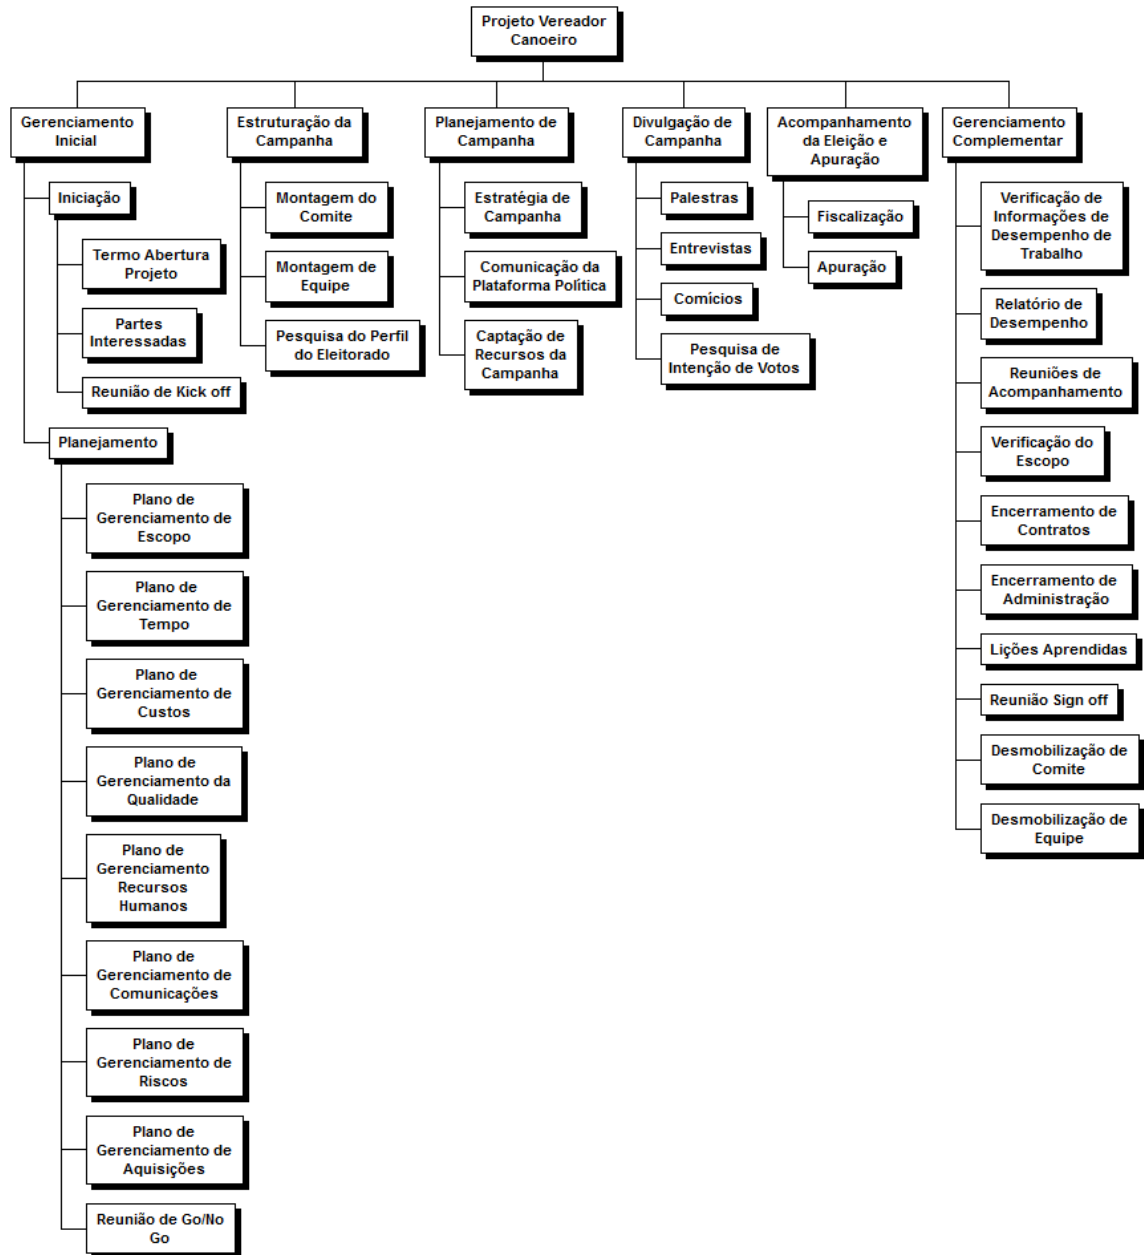 Projeto Vereador
Canoeiro
Gerenciamento
Inicial
Iniciação
Termo Abertura
Projeto
Partes
Interessadas
Reunião de Kick off
Planejamento
Plano de
Gerenciamento de
Escopo
Plano de
Gerenciamento de
Tempo
Plano de
Gerenciamento de
Custos
Plano de
Gerenciamento da
Qualidade
Plano de
Gerenciamento
Recursos
Humanos
Plano de
Gerenciamento de
Comunicações
Plano de
Gerenciamento de
Riscos
Plano de
Gerenciamento de
Aquisições
Reunião de Go/No
Go
Estruturação da
Campanha
Montagem do
Comite
Montagem de
Equipe
Pesquisa do Perfil
do Eleitorado
Planejamento de
Campanha
Estratégia de
Campanha
Comunicação da
Plataforma Política
Captação de
Recursos da
Campanha
Divulgação de
Campanha
Palestras
Entrevistas
Comícios
Pesquisa de
Intenção de Votos
Acompanhamento
da Eleição e
Apuração
Fiscalização
Apuração
Gerenciamento
Complementar
Verificação de
Informações de
Desempenho de
Trabalho
Relatório de
Desempenho
Reuniões de
Acompanhamento
Verificação do
Escopo
Encerramento de
Contratos
Encerramento de
Administração
Lições Aprendidas
Reunião Sign off
Desmobilização de
Comite
Desmobilização de
Equipe